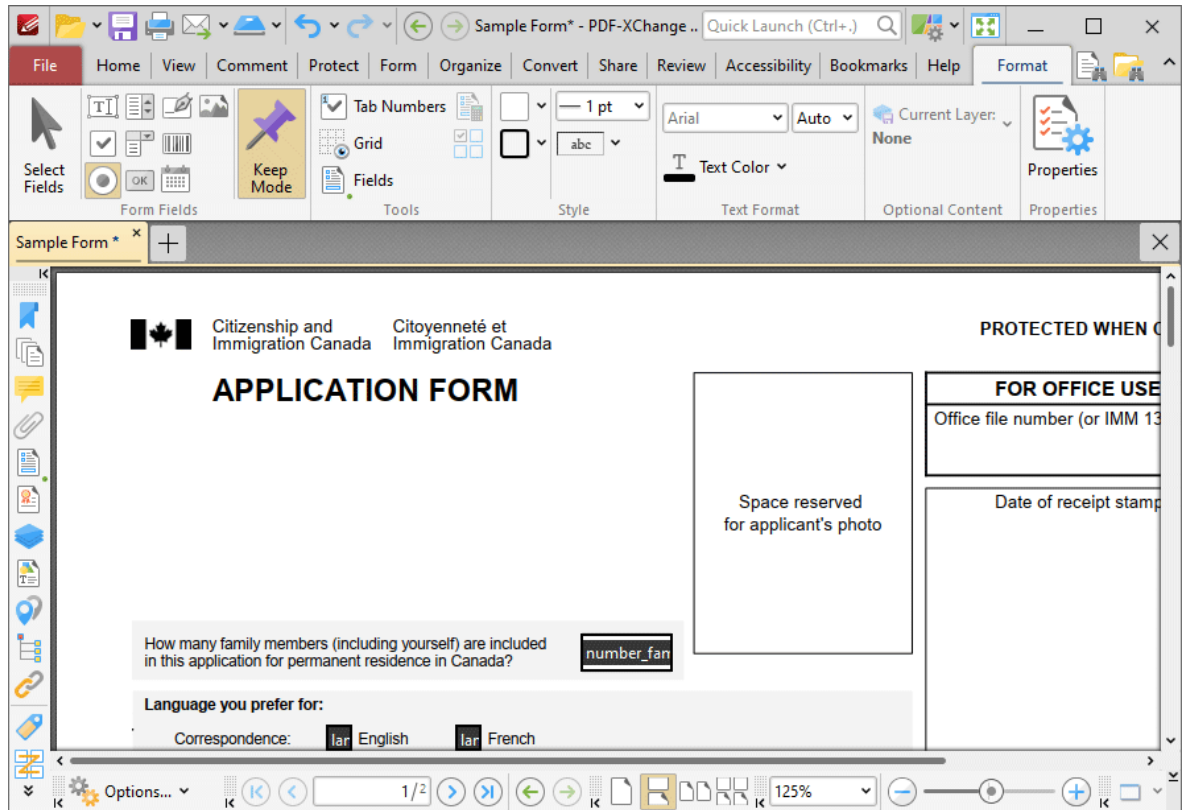 Sample Form* - PDF-XChange ..
Quick Launch (Ctrl+.)
File Home View Comment Protect Form Organize Convert Share Review Accessibility Bookmarks Help Format
Select Fields
OK
Keep Mode
Form Fields
Tab Numbers
Grid
Fields
Tools
1 pt
abc
Style
Arial
Auto
Text Color
Text Format
Current Layer:
None
Optional Content
Properties
Properties
Sample Form *
Citizenship and
Immigration Canada
Citoyenneté et
Immigration Canada
PROTECTED WHEN
APPLICATION FORM
Space reserved
for applicant's photo
FOR OFFICE USE
Office file number (or IMM 13
Date of receipt stamp
How many family members (including yourself) are included
in this application for permanent residence in Canada?
number_fam
Language you prefer for:
Correspondence: lan English lan French
Options...
1/2
125%